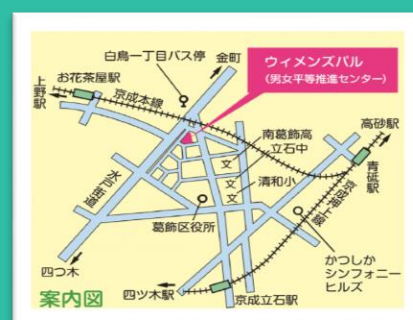 白鳥一丁目バス停
金町
ウィメンズパル
(男女平等推進センター)
お花茶屋駅
上野駅
京成本線
高砂駅
南葛飾高
立石中
文
文
清和小
文
青砥駅
京成押上線
水戸街道
葛飾区役所
かつしか
シンフォニー
ヒルズ
四つ木
四ツ木駅
京成立石駅
案内図